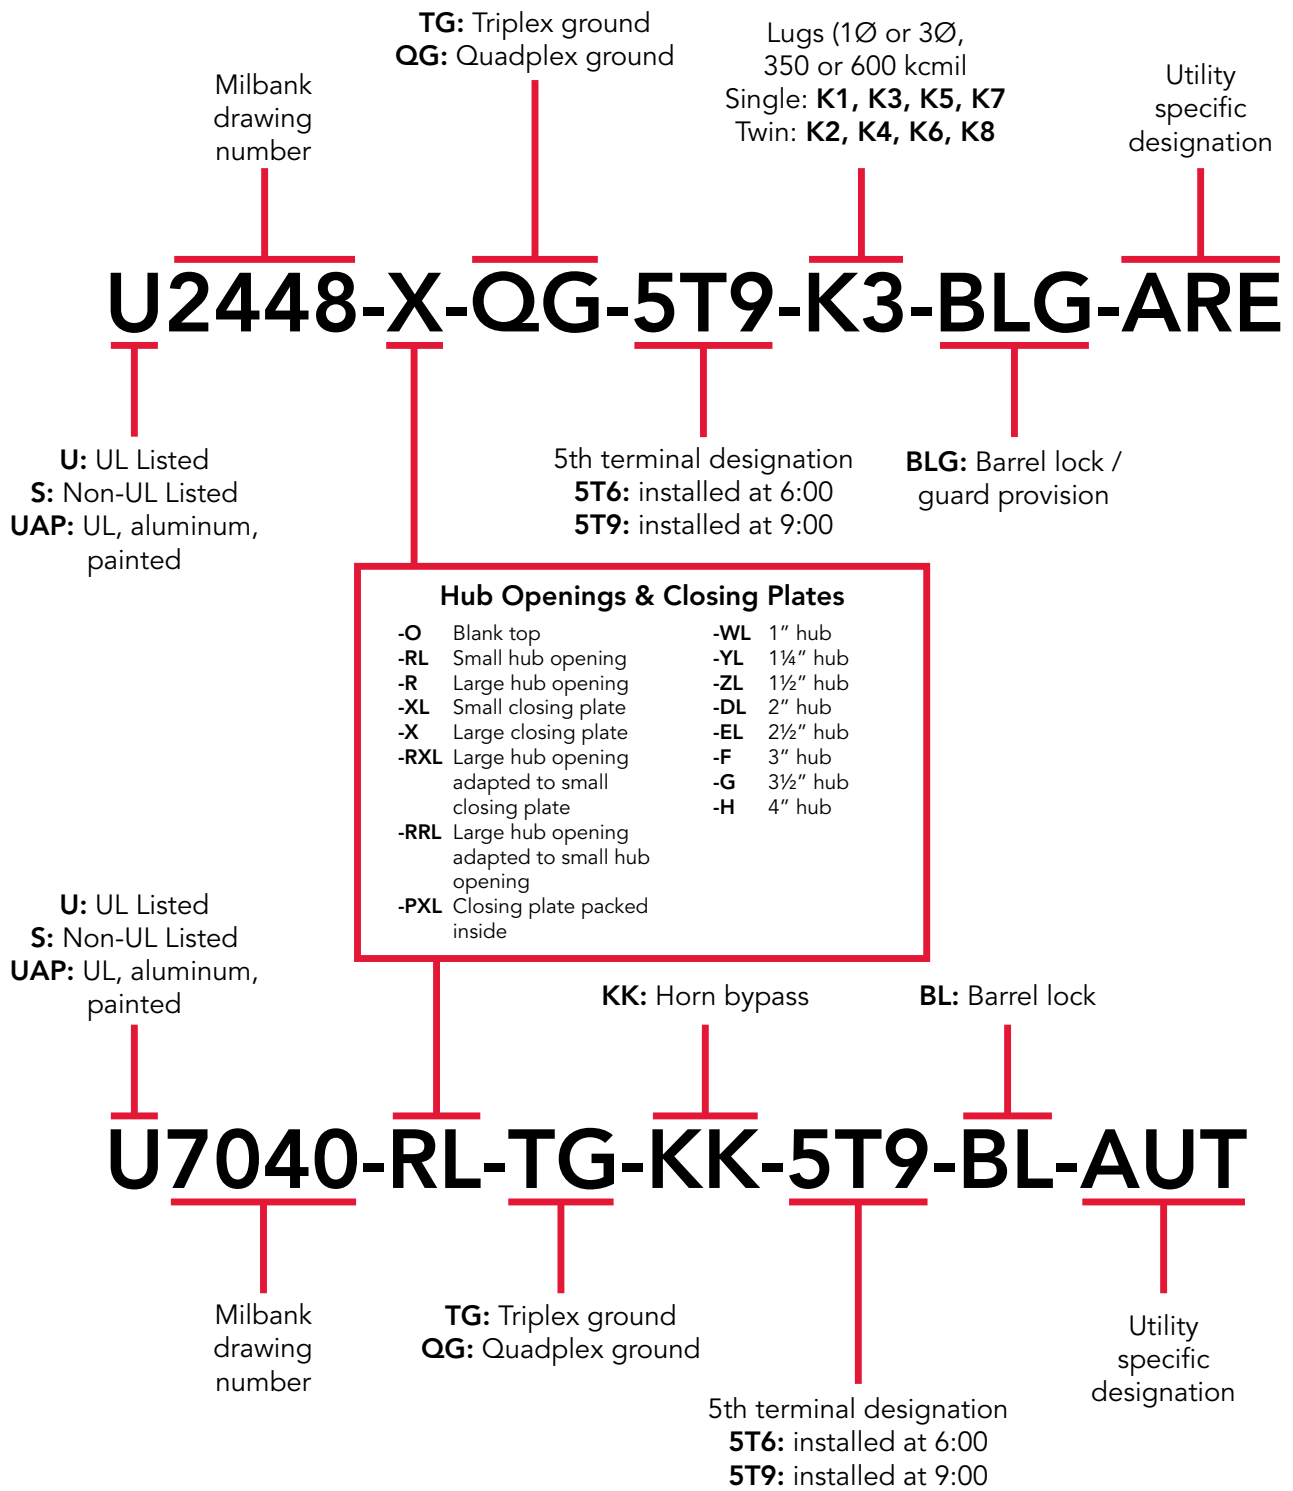 TG: Triplex ground
QG: Quadplex ground
Lugs (1Ø or 3Ø,
350 or 600 kcmil
Single: K1, K3, K5, K7
Twin: K2, K4, K6, K8
Milbank
drawing
number
Utility
specific
designation
U2448-X-QG-5T9-K3-BLG-ARE
U: UL Listed
S: Non-UL Listed
UAP: UL, aluminum,
painted
5th terminal designation
5T6: installed at 6:00
5T9: installed at 9:00
BLG: Barrel lock /
guard provision
Hub Openings & Closing Plates
-O Blank top
-RL Small hub opening
-R Large hub opening
-XL Small closing plate
-X Large closing plate
-RXL Large hub opening
adapted to small
closing plate
-RRL Large hub opening
adapted to small hub
opening
-PXL Closing plate packed
inside
-WL 1” hub
-YL 1¼” hub
-ZL 1½” hub
-DL 2” hub
-EL 2½” hub
-F 3” hub
-G 3½” hub
-H 4” hub
U: UL Listed
S: Non-UL Listed
UAP: UL, aluminum,
painted
KK: Horn bypass
BL: Barrel lock
U7040-RL-TG-KK-5T9-BL-AUT
Milbank
drawing
number
TG: Triplex ground
QG: Quadplex ground
5th terminal designation
5T6: installed at 6:00
5T9: installed at 9:00
Utility
specific
designation